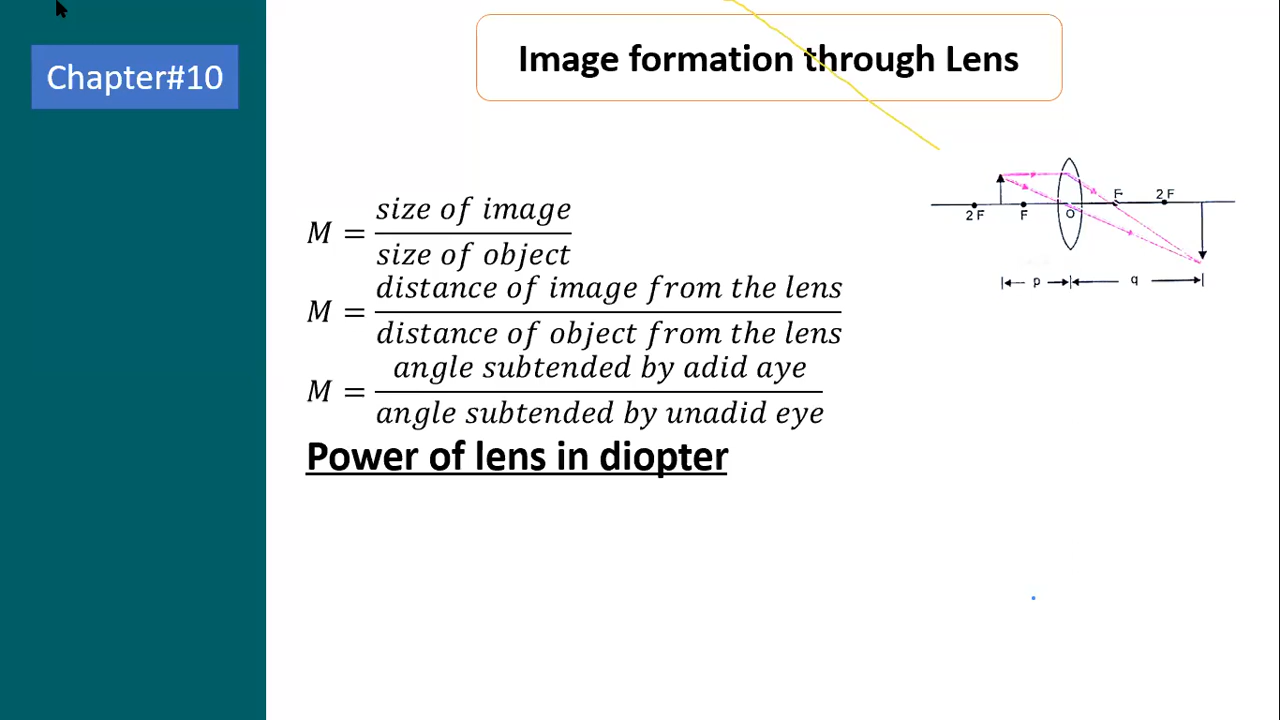 Chapter#10
Image formation through Lens
M = size of image / size of object
M = distance of image from the lens / distance of object from the lens
M = angle subtended by adid aye / angle subtended by unadid eye
Power of lens in diopter
2 F F O F 2 F
p q